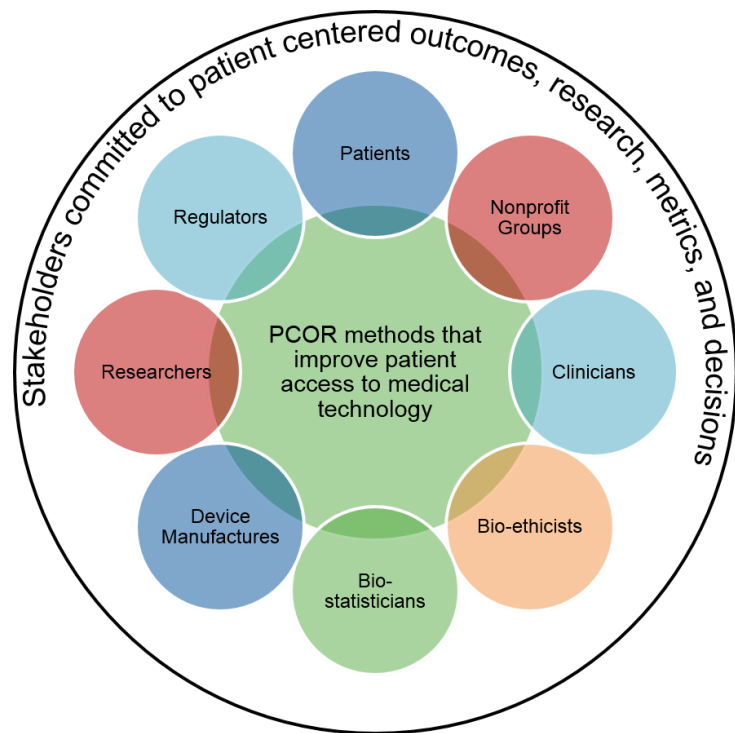 Stakeholders committed to patient centered outcomes, research, metrics, and decisions
Patients
Nonprofit
Groups
Clinicians
Bio-ethicists
Bio-
statisticians
Device
Manufactures
Researchers
Regulators
PCOR methods that
improve patient
access to medical
technology